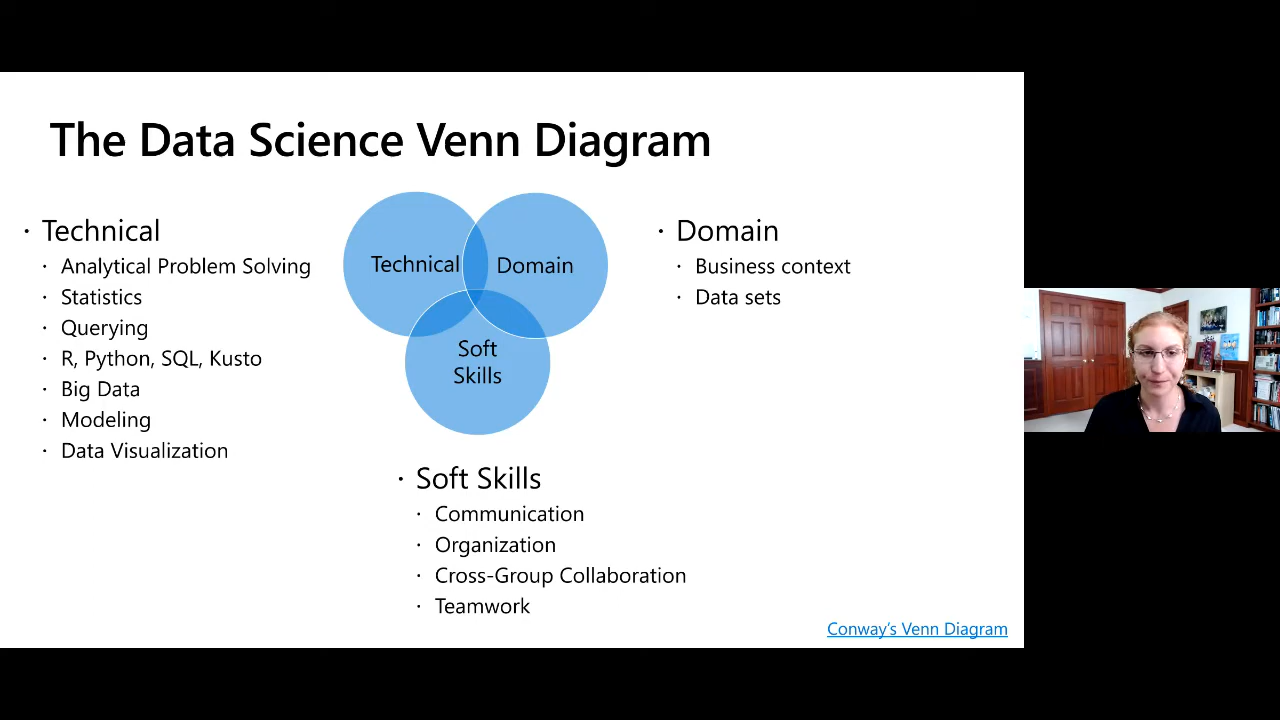 The Data Science Venn Diagram
· Technical
· Analytical Problem Solving
· Statistics
· Querying
· R, Python, SQL, Kusto
· Big Data
· Modeling
· Data Visualization
Technical
Domain
Soft
Skills
· Domain
· Business context
· Data sets
· Soft Skills
· Communication
· Organization
· Cross-Group Collaboration
· Teamwork
Conway's Venn Diagram